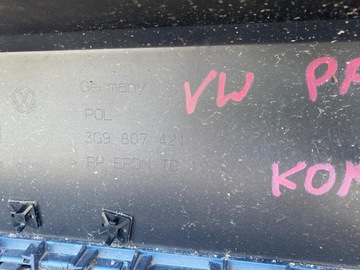 Germany
VW PA
POL
3G9 807 421
KOM